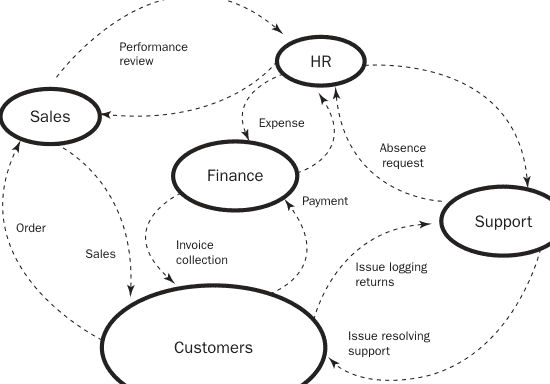 Performance
review
HR
Sales
Expense
Absence
request
Finance
Payment
Support
Order
Sales
Invoice
collection
Issue logging
returns
Customers
Issue resolving
support